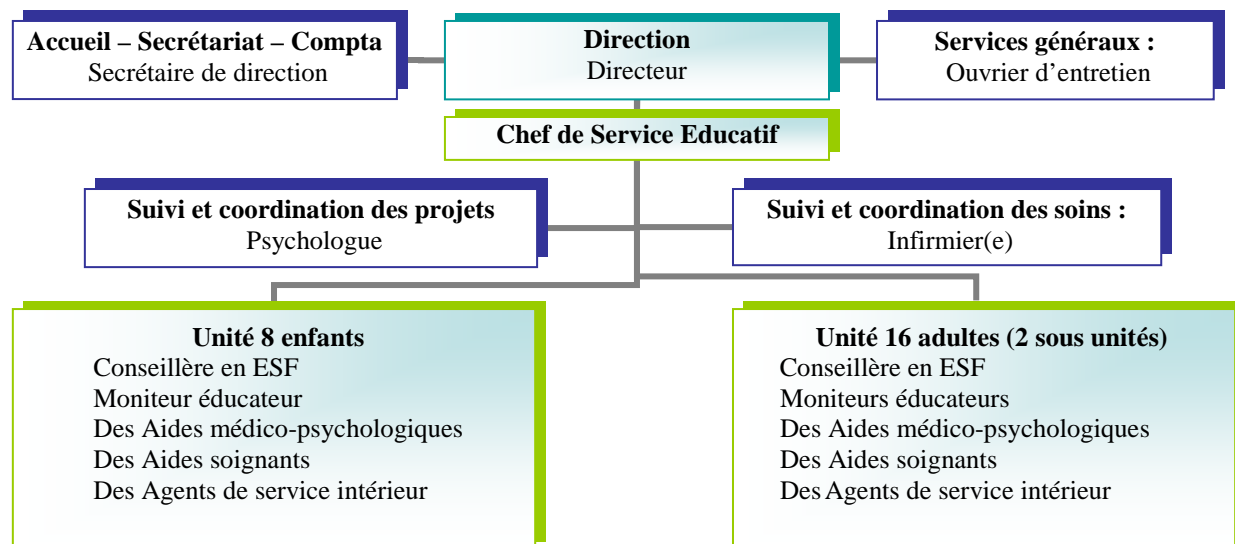 Accueil – Secrétariat – Compta
Secrétaire de direction
Direction
Directeur
Services généraux :
Ouvrier d'entretien
Chef de Service Educatif
Suivi et coordination des projets
Psychologue
Suivi et coordination des soins :
Infirmier(e)
Unité 8 enfants
Conseillère en ESF
Moniteur éducateur
Des Aides médico-psychologiques
Des Aides soignants
Des Agents de service intérieur
Unité 16 adultes (2 sous unités)
Conseillère en ESF
Moniteurs éducateurs
Des Aides médico-psychologiques
Des Aides soignants
Des Agents de service intérieur